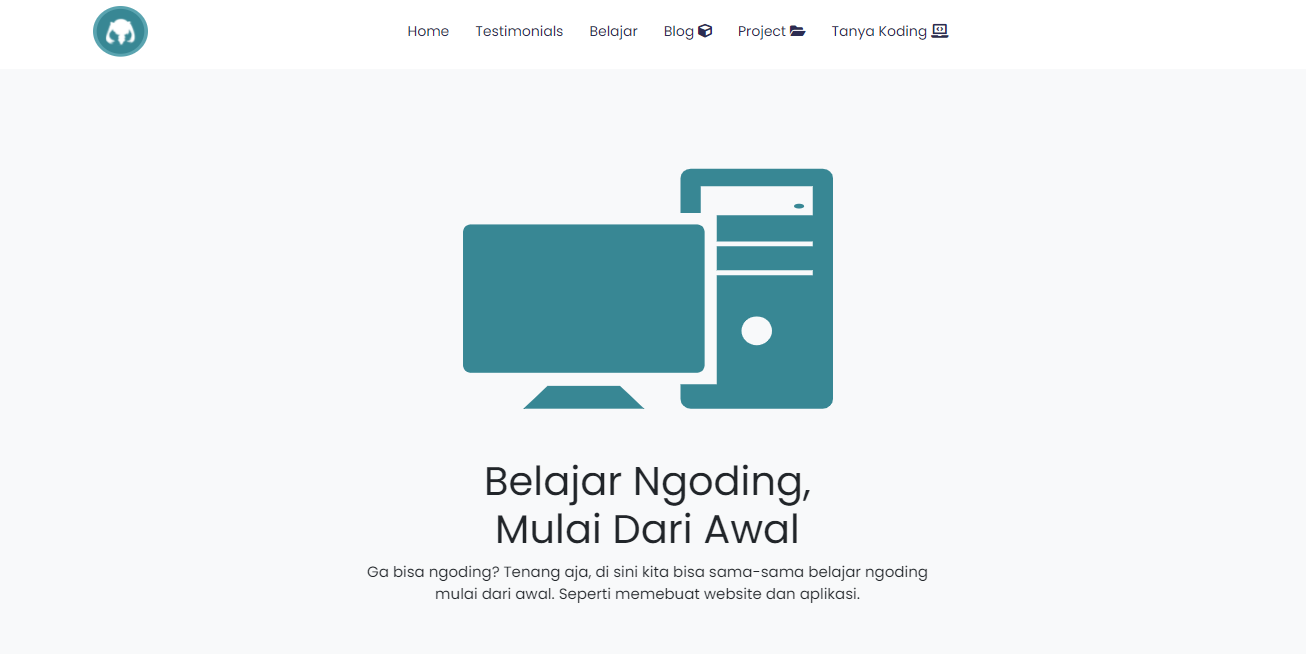 Home Testimonials Belajar Blog Project Tanya Koding
Belajar Ngoding,
Mulai Dari Awal
Ga bisa ngoding? Tenang aja, di sini kita bisa sama-sama belajar ngoding
mulai dari awal. Seperti memebuat website dan aplikasi.